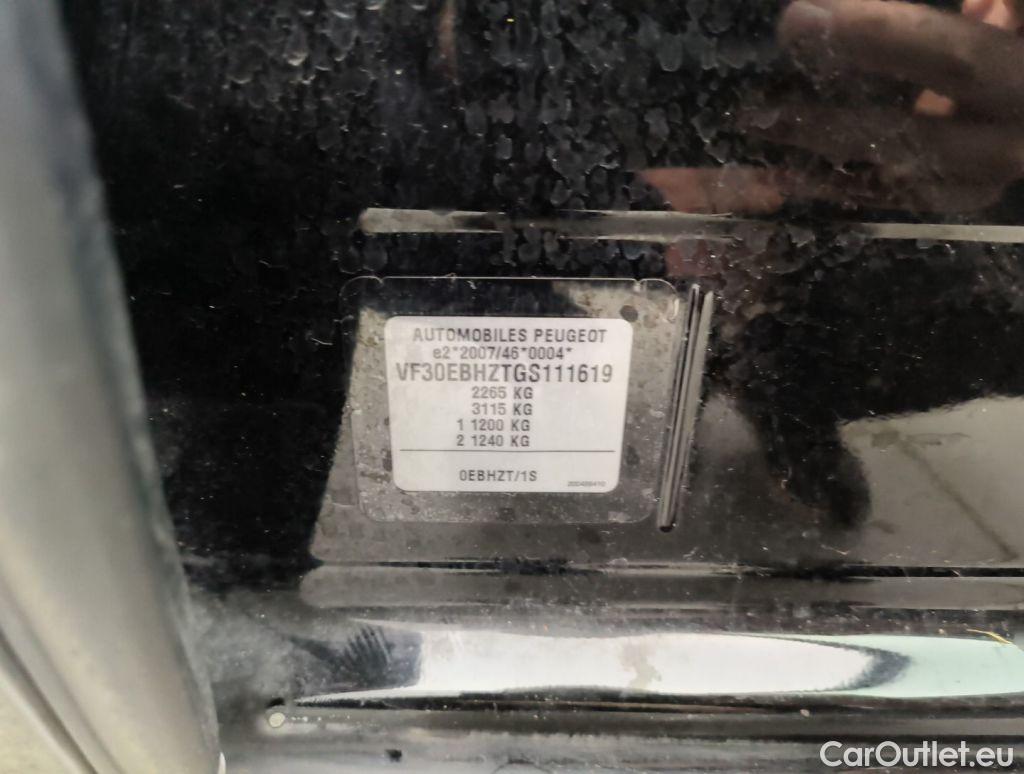 AUTOMOBILES PEUGEOT
e2*2007/46*0004*
VF30EBHZTGS111619
2265 KG
3115 KG
1 1200 KG
2 1240 KG
0EBHZT/1S
CarOutlet.eu